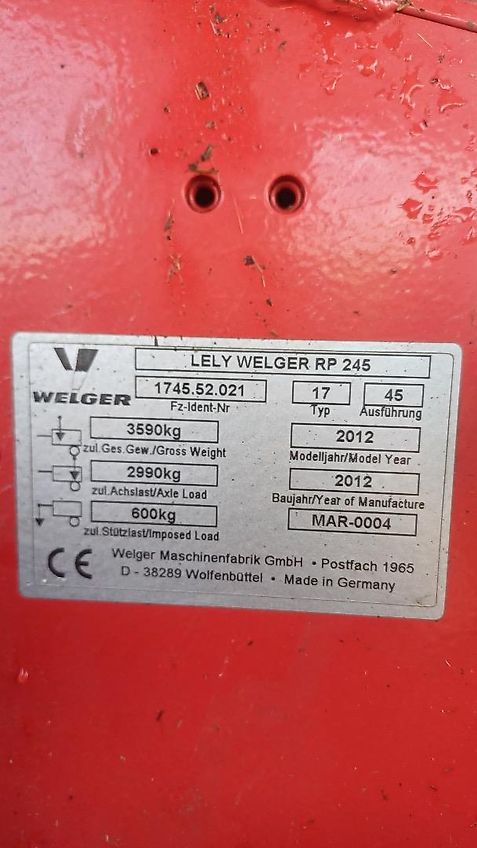 LELY WELGER RP 245
WELGER
1745.52.021 17 45
Fz-Ident-Nr Typ Ausführung
3590kg 2012
zul.Ges.Gew./Gross Weight Modelljahr/Model Year
2990kg 2012
zul.Achslast/Axle Load Baujahr/Year of Manufacture
600kg MAR-0004
zul.Stützlast/Imposed Load
CE Welger Maschinenfabrik GmbH • Postfach 1965
D - 38289 Wolfenbüttel • Made in Germany